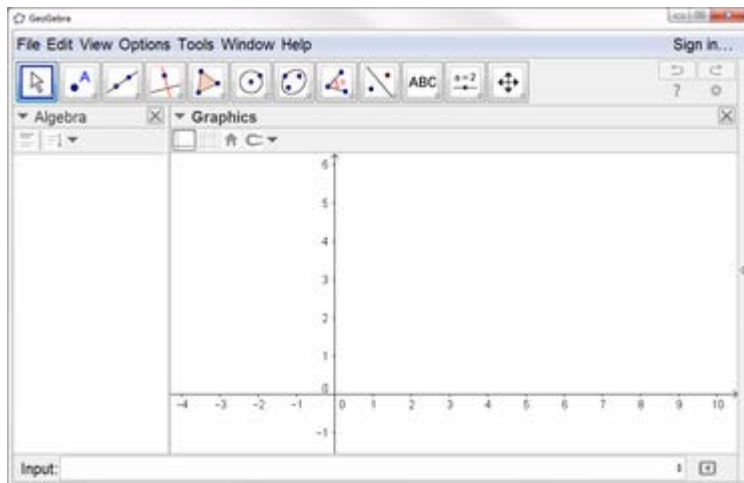 GeoGebra
File Edit View Options Tools Window Help
Sign in...
A
ABC
a=2
?
Algebra
Graphics
6
5
4
3
2
1
0
-4 -3 -2 -1 0 1 2 3 4 5 6 7 8 9 10
-1
Input: